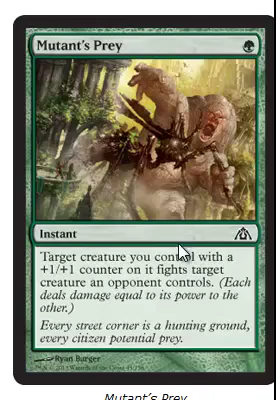 Mutant's Prey
Instant
Target creature you control with a
+1/+1 counter on it fights target
creature an opponent controls. (Each
deals damage equal to its power to the
other.)
Every street corner is a hunting ground,
every citizen potential prey.
Ryan Barger
Mutant's Prey